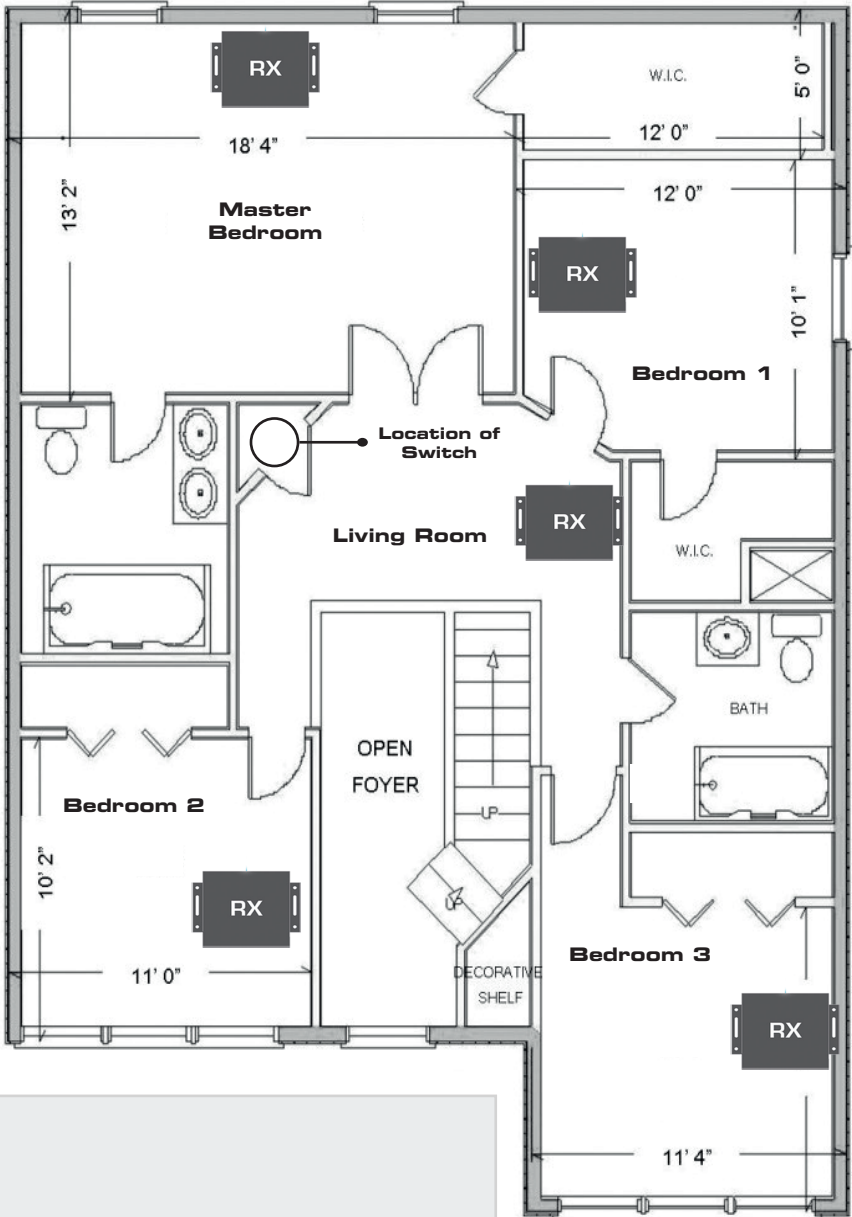 RX
W.I.C.
5' 0"
18' 4"
12' 0"
13' 2"
Master
Bedroom
12' 0"
RX
10' 1"
Bedroom 1
Location of
Switch
RX
Living Room
W.I.C.
BATH
OPEN
FOYER
UP
Bedroom 2
10' 2"
RX
UP
Bedroom 3
11' 0"
DECORATIVE
SHELF
RX
11' 4"